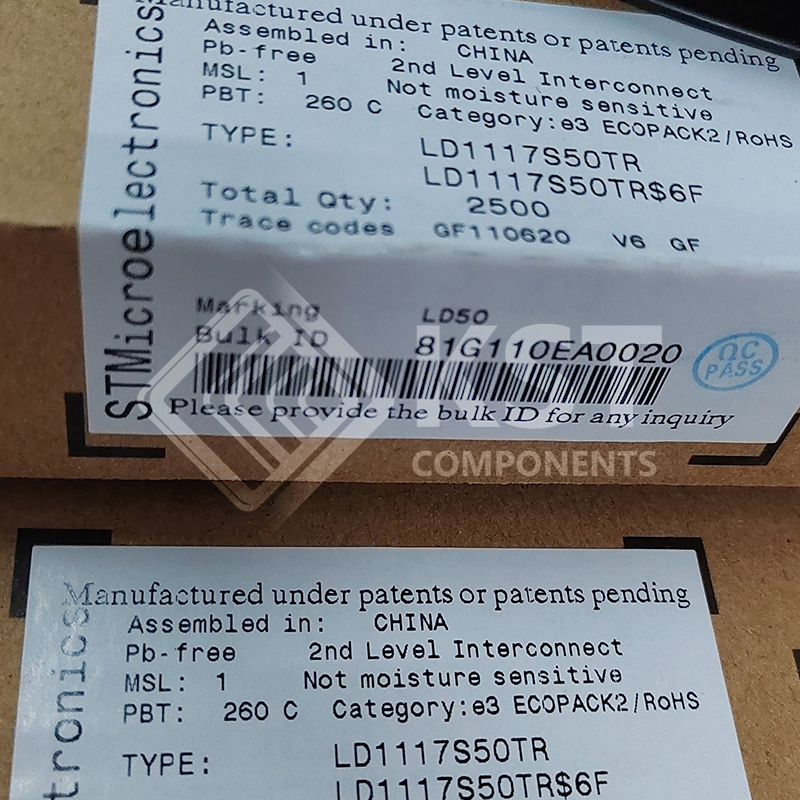 STMicroelectronics
Manufactured under patents or patents pending
Assembled in: CHINA
Pb-free 2nd Level Interconnect
MSL: 1 Not moisture sensitive
PBT: 260 C Category:e3 ECOPACK2/RoHS
TYPE: LD1117S50TR
LD1117S50TR$6F
Total Qty: 2500
Trace codes GF110620 V6 GF
Marking LD50
Bulk ID 81G110EA0020
QC
PASS
Please provide the bulk ID for any inquiry
KST
COMPONENTS
Manufactured under patents or patents pending
Assembled in: CHINA
Pb-free 2nd Level Interconnect
MSL: 1 Not moisture sensitive
PBT: 260 C Category:e3 ECOPACK2/RoHS
tronics
TYPE: LD1117S50TR
LD1117S50TR$6F